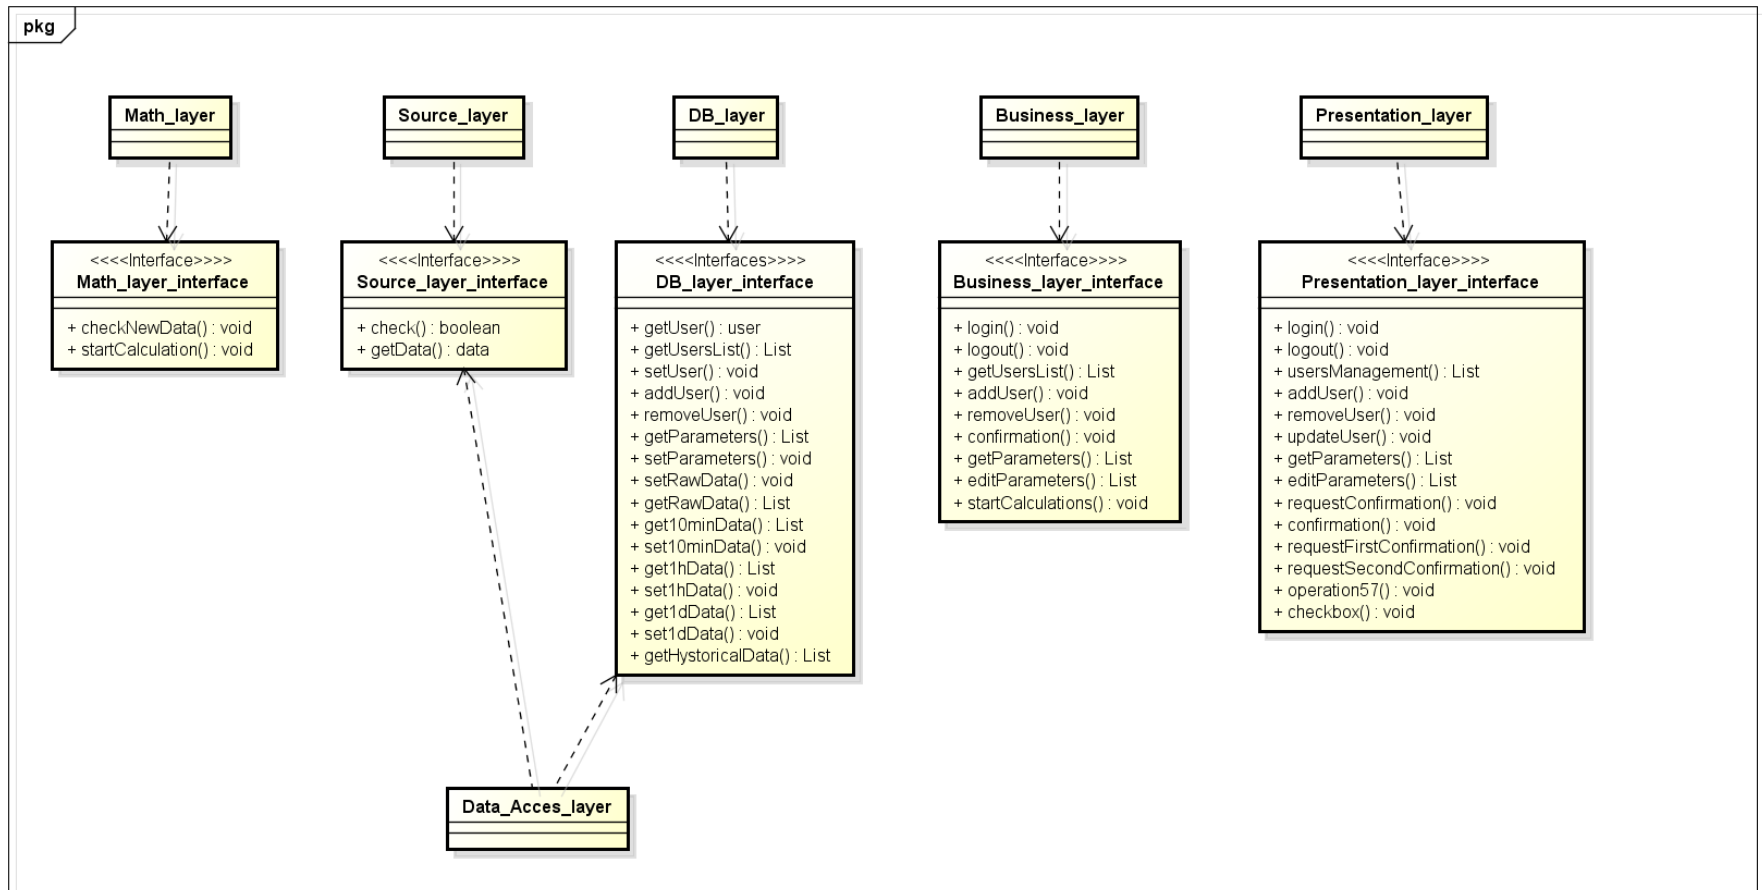 pkg
Math_layer
Source_layer
DB_layer
Business_layer
Presentation_layer
<<<<Interface>>>>
Math_layer_interface
+ checkNewData() : void
+ startCalculation() : void
<<<<Interface>>>>
Source_layer_interface
+ check() : boolean
+ getData() : data
<<<<Interfaces>>>>
DB_layer_interface
+ getUser() : user
+ getUsersList() : List
+ setUser() : void
+ addUser() : void
+ removeUser() : void
+ getParameters() : List
+ setParameters() : void
+ setRawData() : void
+ getRawData() : List
+ get10minData() : List
+ set10minData() : void
+ get1hData() : List
+ set1hData() : void
+ get1dData() : List
+ set1dData() : void
+ getHystoricalData() : List
<<<<Interface>>>>
Business_layer_interface
+ login() : void
+ logout() : void
+ getUsersList() : List
+ addUser() : void
+ removeUser() : void
+ confirmation() : void
+ getParameters() : List
+ editParameters() : List
+ startCalculations() : void
<<<<Interface>>>>
Presentation_layer_interface
+ login() : void
+ logout() : void
+ usersManagement() : List
+ addUser() : void
+ removeUser() : void
+ updateUser() : void
+ getParameters() : List
+ editParameters() : List
+ requestConfirmation() : void
+ confirmation() : void
+ requestFirstConfirmation() : void
+ requestSecondConfirmation() : void
+ operation57() : void
+ checkbox() : void
Data_Acces_layer